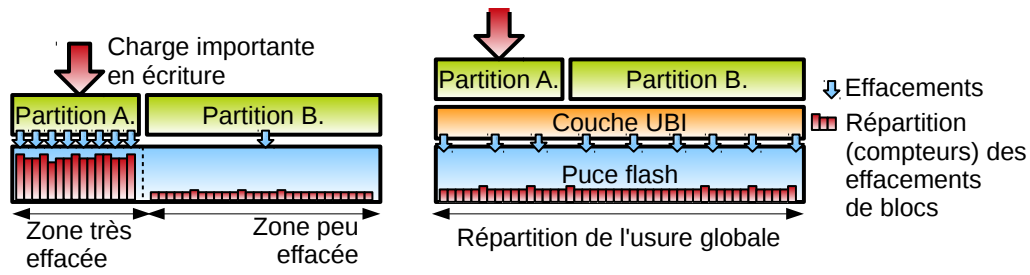 Charge importante
en écriture
Partition A.
Partition B.
Zone très
effacée
Zone peu
effacée
Partition A.
Partition B.
Couche UBI
Puce flash
Répartition de l'usure globale
Effacements
Répartition
(compteurs) des
effacements
de blocs